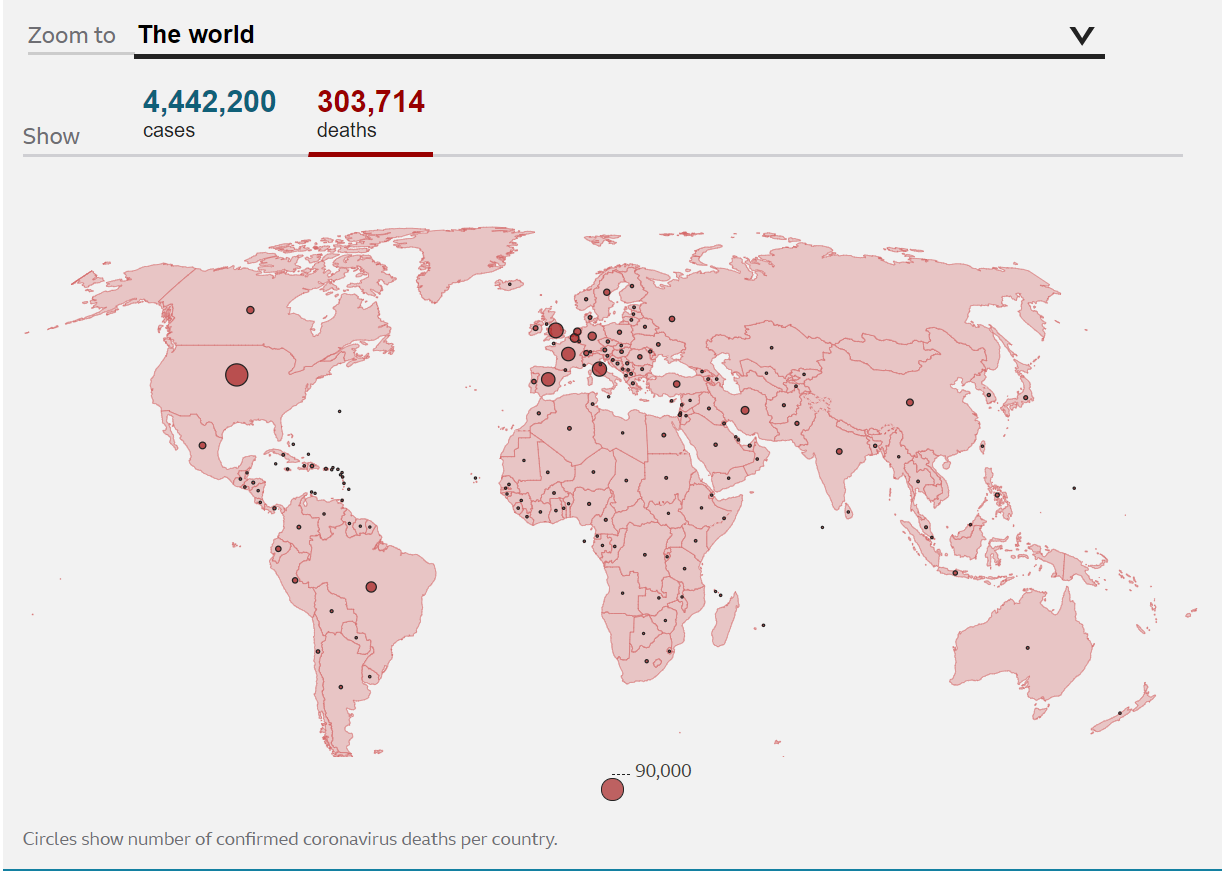 Zoom to The world
4,442,200 303,714
Show cases deaths
90,000
Circles show number of confirmed coronavirus deaths per country.